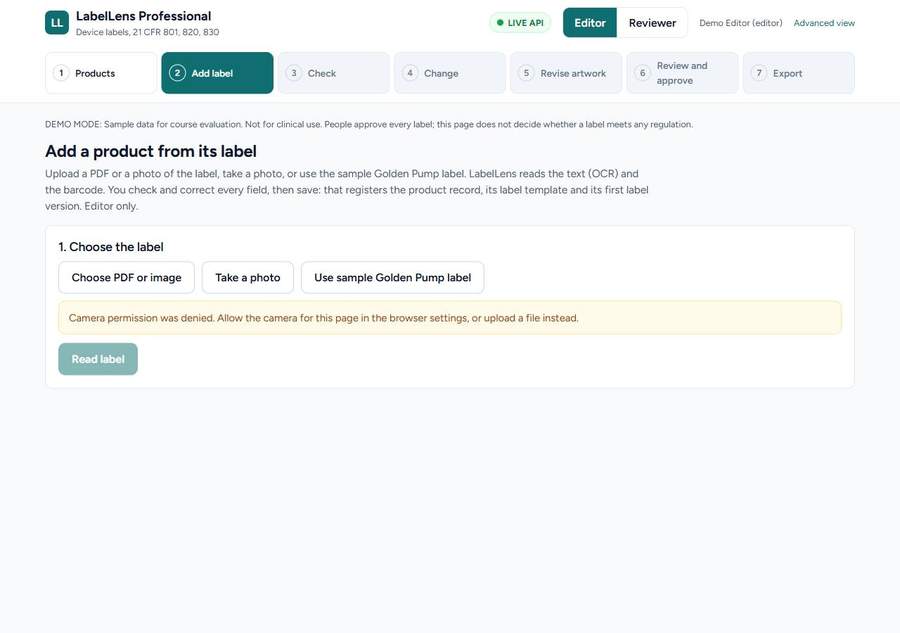 LL
LabelLens Professional
Device labels, 21 CFR 801, 820, 830
LIVE API
Editor
Reviewer
Demo Editor (editor)
Advanced view
1 Products
2 Add label
3 Check
4 Change
5 Revise artwork
6 Review and
approve
7 Export
DEMO MODE: Sample data for course evaluation. Not for clinical use. People approve every label; this page does not decide whether a label meets any regulation.
Add a product from its label
Upload a PDF or a photo of the label, take a photo, or use the sample Golden Pump label. LabelLens reads the text (OCR) and
the barcode. You check and correct every field, then save: that registers the product record, its label template and its first label
version. Editor only.
1. Choose the label
Choose PDF or image
Take a photo
Use sample Golden Pump label
Camera permission was denied. Allow the camera for this page in the browser settings, or upload a file instead.
Read label